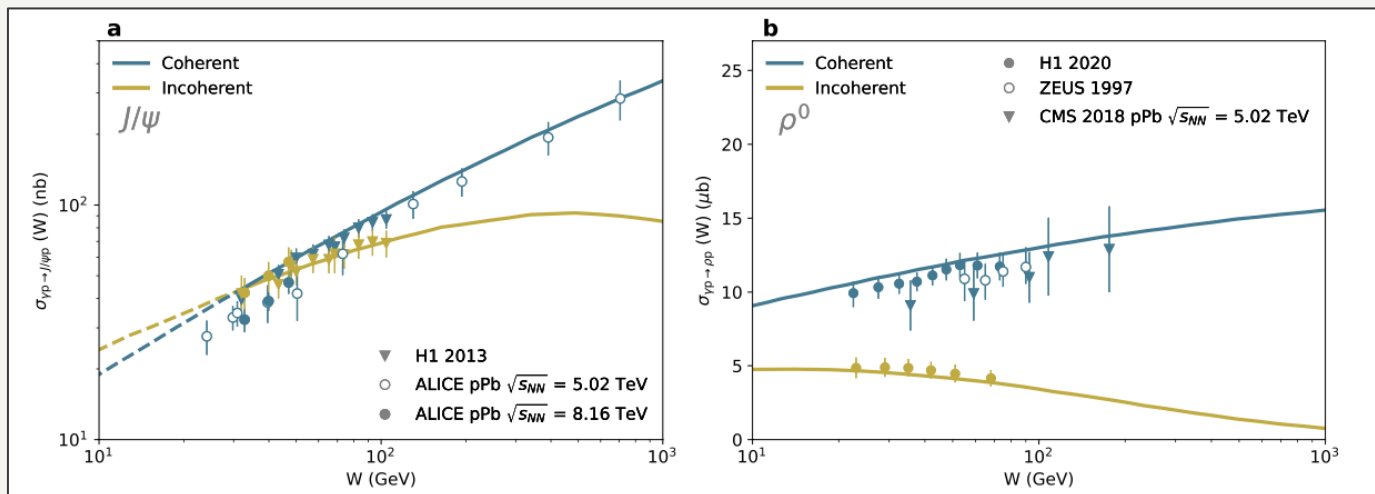 a
Coherent
Incoherent
J/ψ
σγp→J/ψp (W) (nb)
10²
10¹
H1 2013
ALICE pPb √sNN = 5.02 TeV
ALICE pPb √sNN = 8.16 TeV
10¹
10²
10³
W (GeV)
b
Coherent
Incoherent
ρ⁰
H1 2020
ZEUS 1997
CMS 2018 pPb √sNN = 5.02 TeV
σγp→ρp (W) (μb)
25
20
15
10
5
0
10¹
10²
10³
W (GeV)